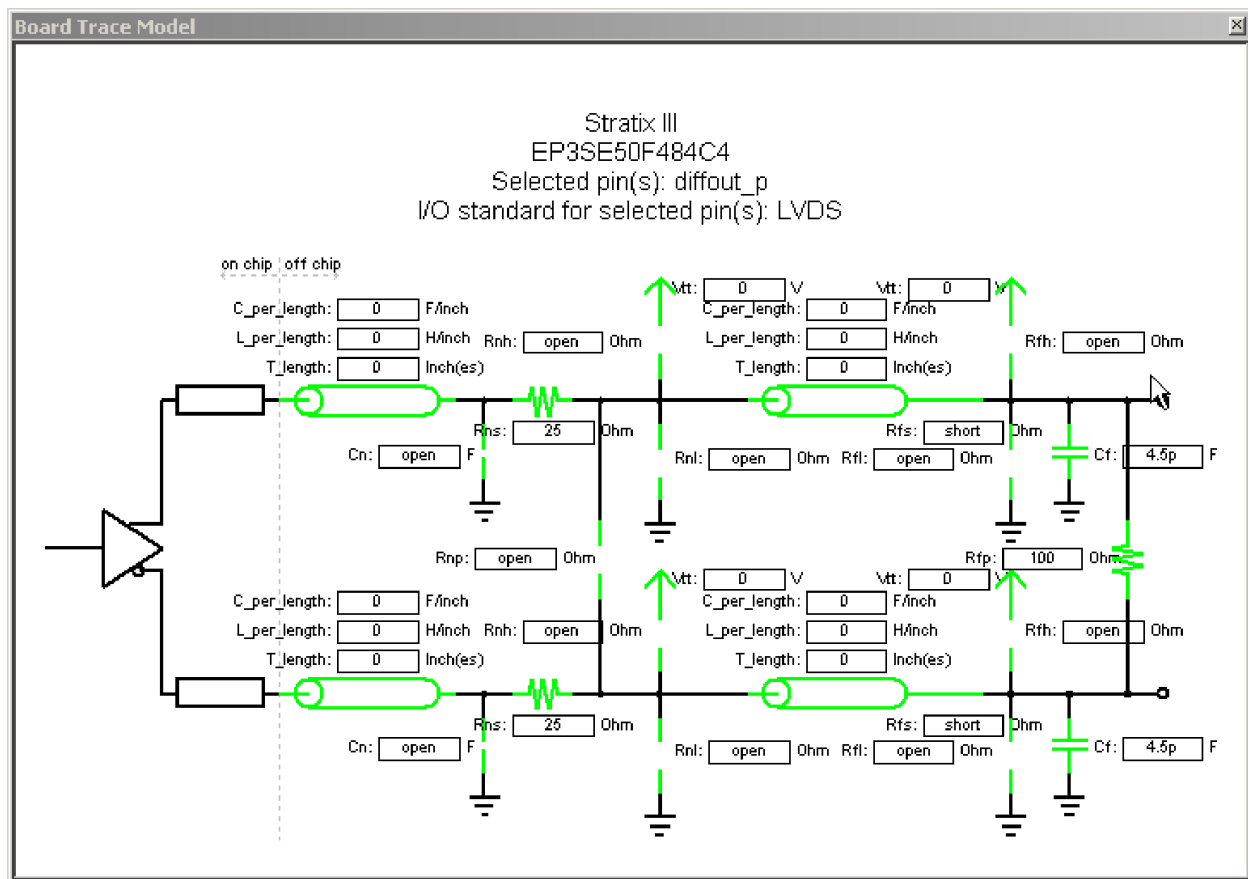 Board Trace Model
Stratix III
EP3SE50F484C4
Selected pin(s): diffout_p
I/O standard for selected pin(s): LVDS
on chip off chip
Vtt: 0 V Vtt: 0 V
C_per_length: 0 F/inch C_per_length: 0 F/inch
L_per_length: 0 H/inch Rnh: open Ohm L_per_length: 0 H/inch Rfh: open Ohm
T_length: 0 Inch(es) T_length: 0 Inch(es)
Rns: 25 Ohm Rfs: short Ohm
Cn: open F Rnl: open Ohm Rfl: open Ohm Cf: 4.5p F
Rnp: open Ohm Rfp: 100 Ohm
Vtt: 0 V Vtt: 0 V
C_per_length: 0 F/inch C_per_length: 0 F/inch
L_per_length: 0 H/inch Rnh: open Ohm L_per_length: 0 H/inch Rfh: open Ohm
T_length: 0 Inch(es) T_length: 0 Inch(es)
Rns: 25 Ohm Rfs: short Ohm
Cn: open F Rnl: open Ohm Rfl: open Ohm Cf: 4.5p F